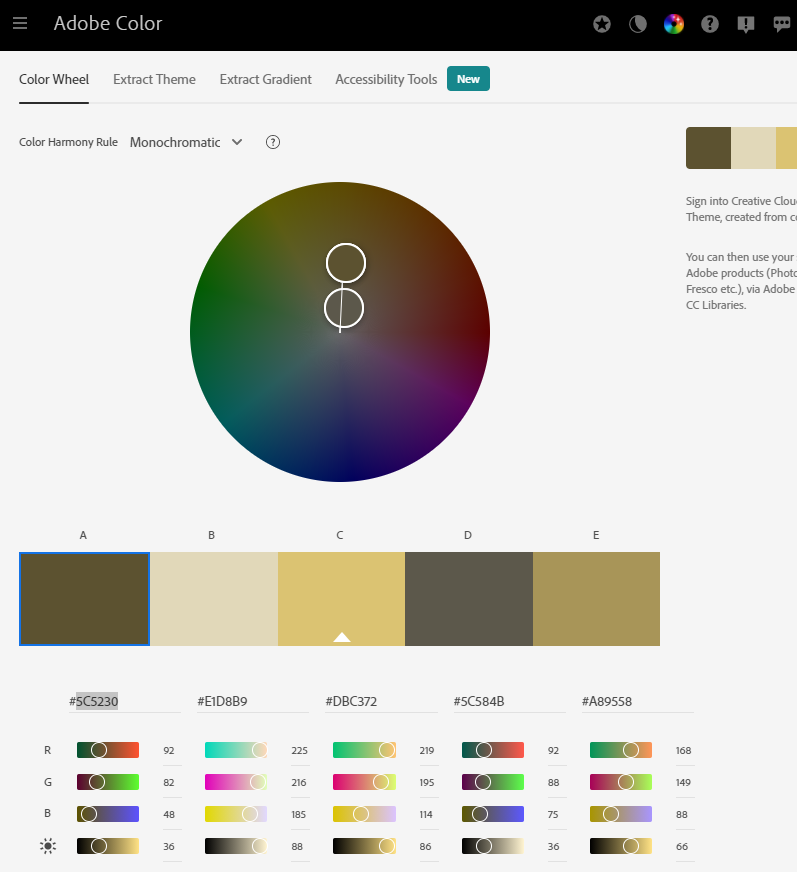 Adobe Color
Color Wheel Extract Theme Extract Gradient Accessibility Tools New
Color Harmony Rule Monochromatic ?
Sign into Creative Clou
Theme, created from c
You can then use your
Adobe products (Photo
Fresco etc.), via Adobe
CC Libraries.
A B C D E
#5C5230 #E1D8B9 #DBC372 #5C584B #A89558
R 92 225 219 92 168
G 82 216 195 88 149
B 48 185 114 75 88
36 88 86 36 66